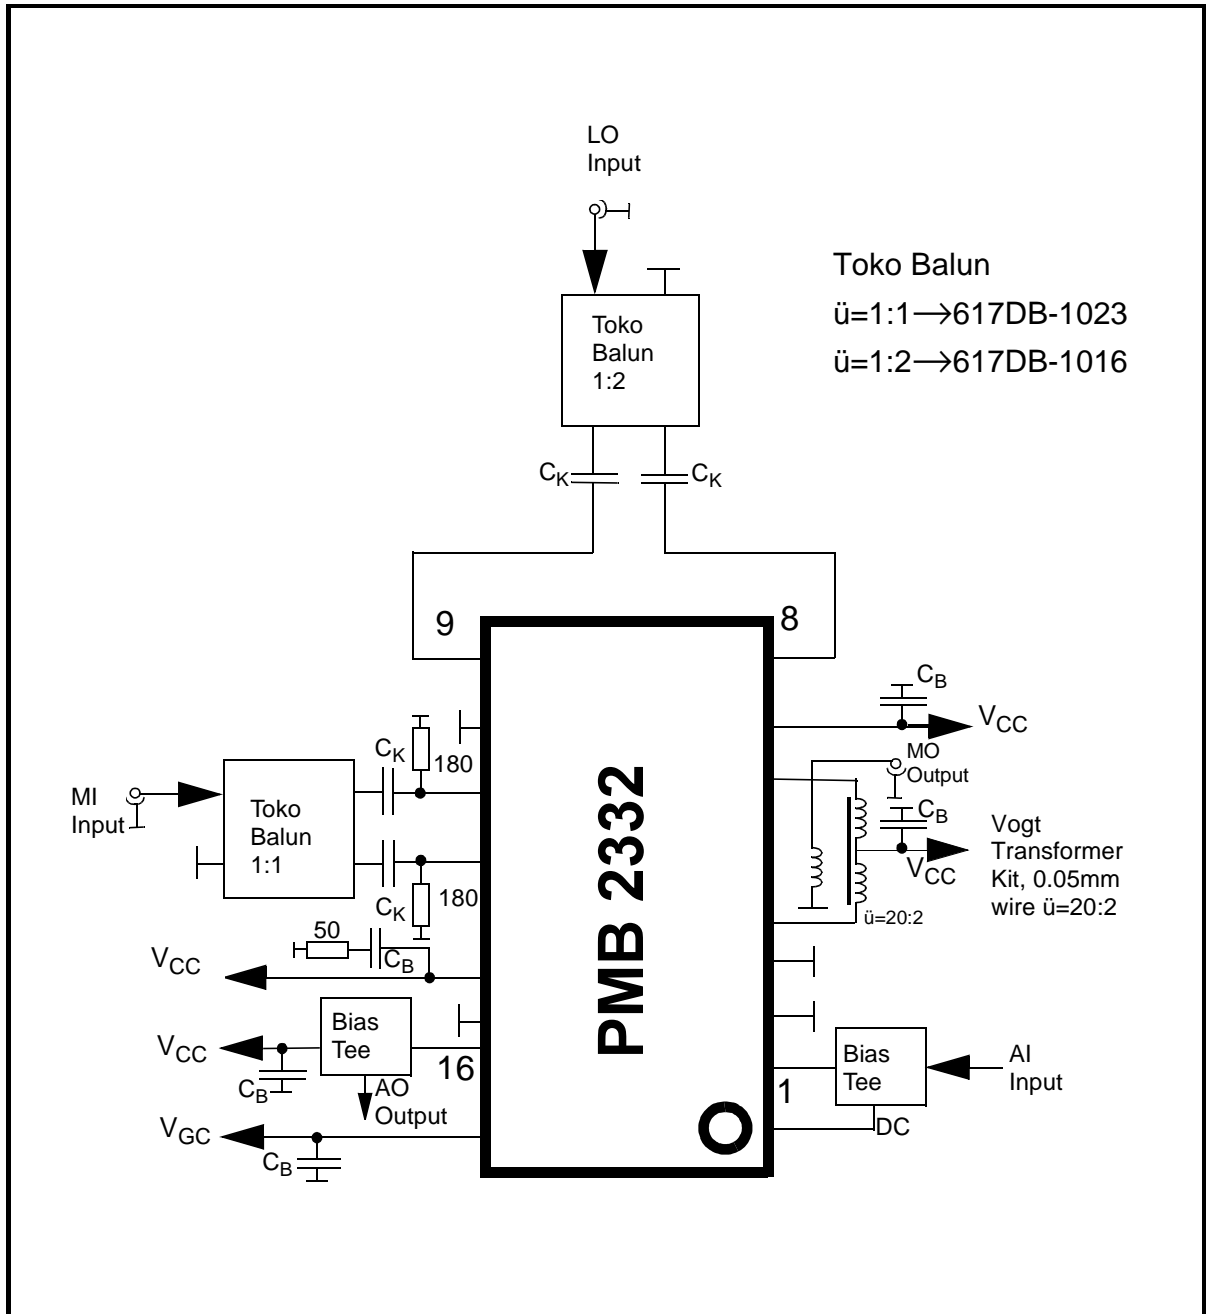 LO
Input
Toko Balun
ü=1:1→617DB-1023
ü=1:2→617DB-1016
Toko
Balun
1:2
CK
CK
9
8
CB
VCC
CK
180
MO
Output
MI
Input
Toko
Balun
1:1
CB
VCC
Vogt
Transformer
Kit, 0.05mm
wire ü=20:2
CK
180
ü=20:2
50
CB
VCC
PMB 2332
Bias
Tee
VCC
CB
16
AO
Output
1
Bias
Tee
AI
Input
DC
VGC
CB